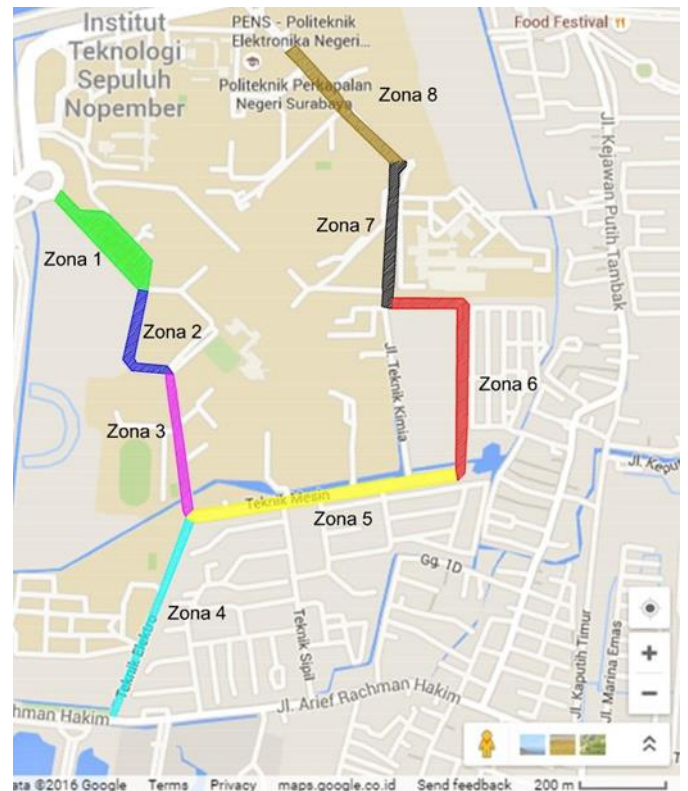 Institut
Teknologi
Sepuluh
Nopember
PENS - Politeknik
Elektronika Negeri...
Food Festival
Politeknik Perkapalan
Negeri Surabaya
Zona 8
Jl. Kejawan Putih Tambak
Zona 7
Zona 1
Zona 2
Jl. Teknik Kimia
Zona 6
Zona 3
Jl. Keput
Teknik Mesin
Zona 5
Gg. 1D
Zona 4
Teknik Elektro
Teknik Sipil
Jl. Kaputih Timur
Jl. Marina Emas
hman Hakim
Jl. Arief Rachman Hakim
ata ©2016 Google Terms Privacy maps.google.co.id Send feedback 200 m